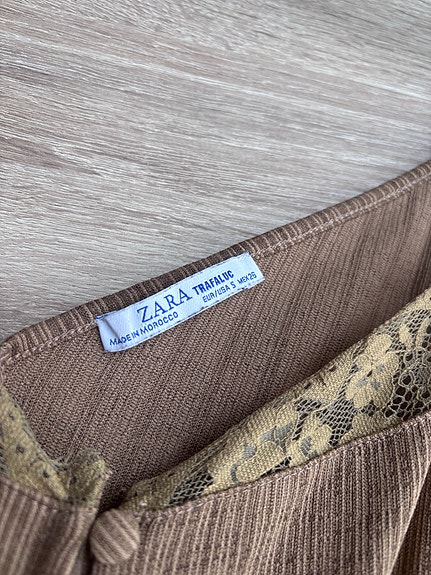 ZARA TRAFALUC
MADE IN MOROCCO EUR/USA S MEX 26